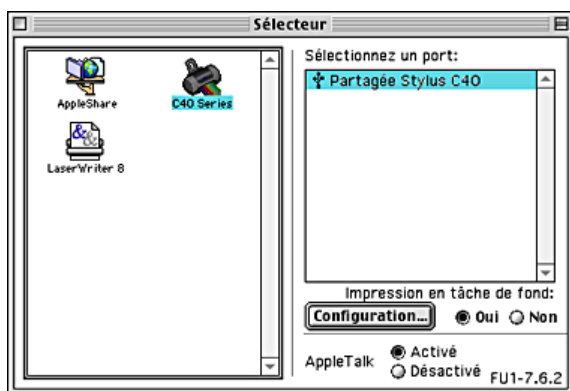 Sélecteur
AppleShare
C40 Series
LaserWriter 8
Sélectionnez un port:
Partagée Stylus C40
Impression en tâche de fond:
Configuration... Oui Non
AppleTalk Activé
Désactivé FU1-7.6.2